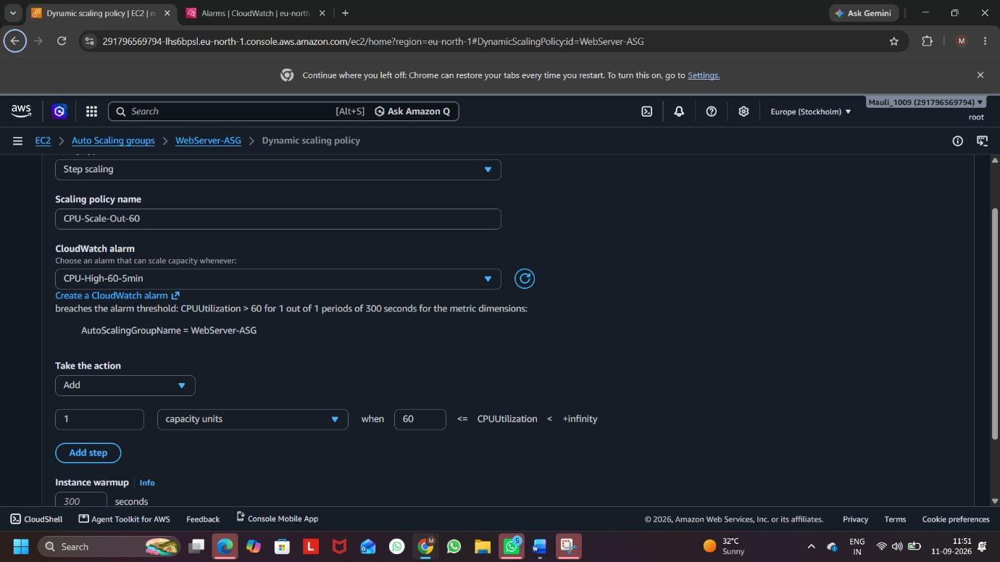 Dynamic scaling policy | EC2 | e
Alarms | CloudWatch | eu-north
Ask Gemini
291796569794-lhs6bpsl.eu-north-1.console.aws.amazon.com/ec2/home?region=eu-north-1#DynamicScalingPolicy:id=WebServer-ASG
M
Continue where you left off: Chrome can restore your tabs every time you restart. To turn this on, go to Settings.
aws
Search
[Alt+S]
Ask Amazon Q
Europe (Stockholm)
Mauli_1009 (291796569794)
root
EC2
Auto Scaling groups
WebServer-ASG
Dynamic scaling policy
Step scaling
Scaling policy name
CPU-Scale-Out-60
CloudWatch alarm
Choose an alarm that can scale capacity whenever:
CPU-High-60-5min
Create a CloudWatch alarm
breaches the alarm threshold: CPUUtilization > 60 for 1 out of 1 periods of 300 seconds for the metric dimensions:
AutoScalingGroupName = WebServer-ASG
Take the action
Add
1 capacity units when 60 <= CPUUtilization < +infinity
Add step
Instance warmup Info
300 seconds
CloudShell
Agent Toolkit for AWS
Feedback
Console Mobile App
© 2026, Amazon Web Services, Inc. or its affiliates.
Privacy
Terms
Cookie preferences
Search
L
M
5
32°C
Sunny
ENG
IN
11:51
11-09-2026